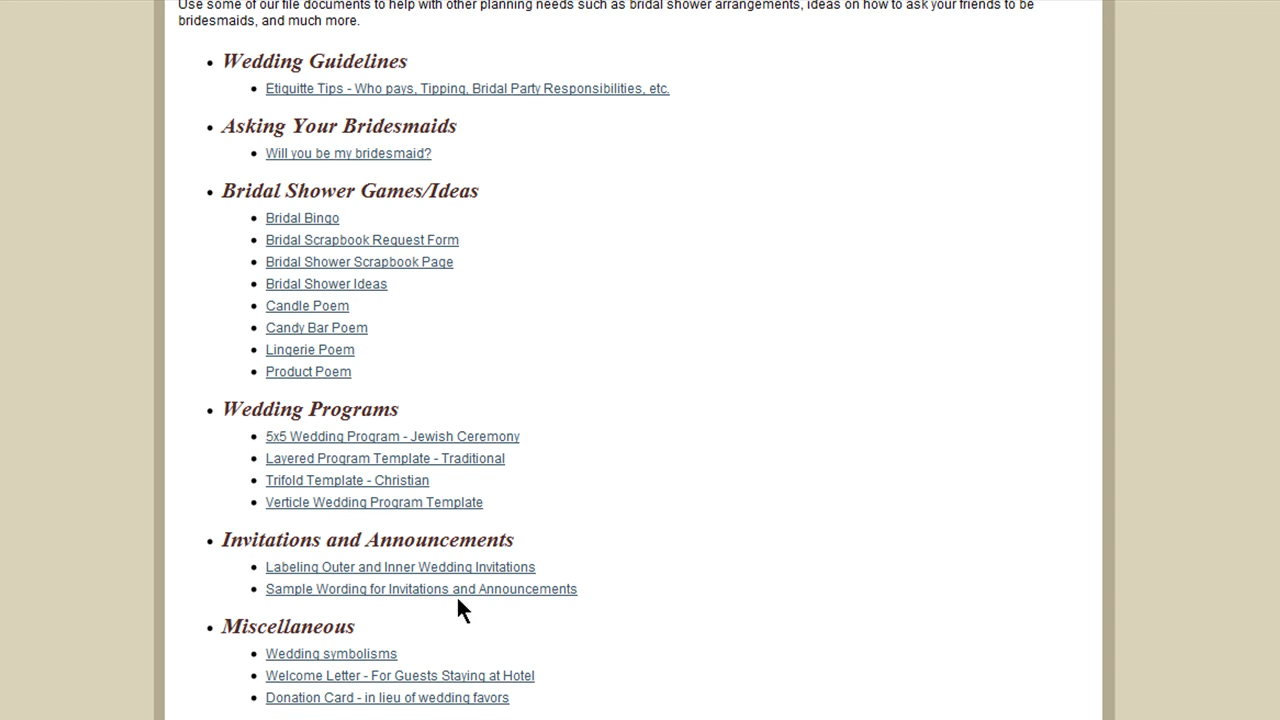 Use some of our file documents to help with other planning needs such as bridal shower arrangements, ideas on how to ask your friends to be
bridesmaids, and much more.
Wedding Guidelines
Etiquitte Tips - Who pays, Tipping, Bridal Party Responsibilities, etc.
Asking Your Bridesmaids
Will you be my bridesmaid?
Bridal Shower Games/Ideas
Bridal Bingo
Bridal Scrapbook Request Form
Bridal Shower Scrapbook Page
Bridal Shower Ideas
Candle Poem
Candy Bar Poem
Lingerie Poem
Product Poem
Wedding Programs
5x5 Wedding Program - Jewish Ceremony
Layered Program Template - Traditional
Trifold Template - Christian
Verticle Wedding Program Template
Invitations and Announcements
Labeling Outer and Inner Wedding Invitations
Sample Wording for Invitations and Announcements
Miscellaneous
Wedding symbolisms
Welcome Letter - For Guests Staying at Hotel
Donation Card - in lieu of wedding favors